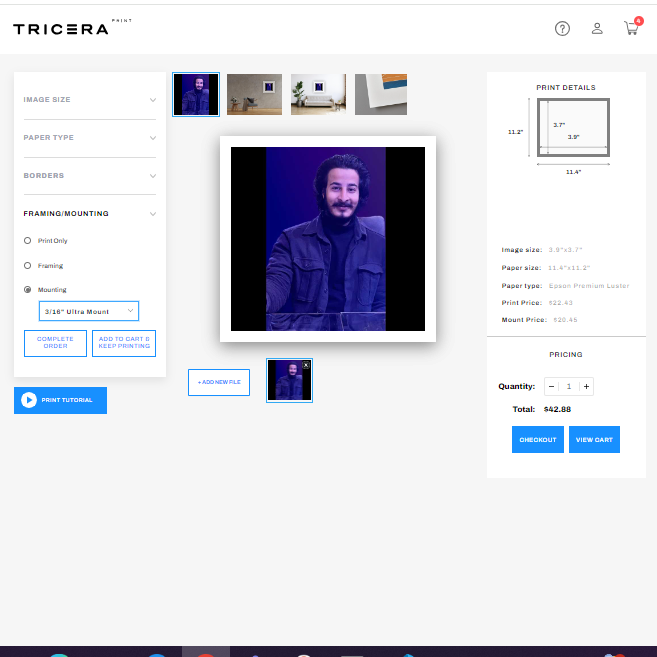 TRICERA PRINT
6
IMAGE SIZE
PAPER TYPE
BORDERS
FRAMING/MOUNTING
Print Only
Framing
Mounting
3/16" Ultra Mount
COMPLETE
ORDER
ADD TO CART &
KEEP PRINTING
PRINT TUTORIAL
+ ADD NEW FILE
X
PRINT DETAILS
11.2"
3.7"
3.9"
11.4"
Image size: 3.9"x3.7"
Paper size: 11.4"x11.2"
Paper type: Epson Premium Luster
Print Price: $22.43
Mount Price: $20.45
PRICING
Quantity: − 1 +
Total: $42.88
CHECKOUT
VIEW CART